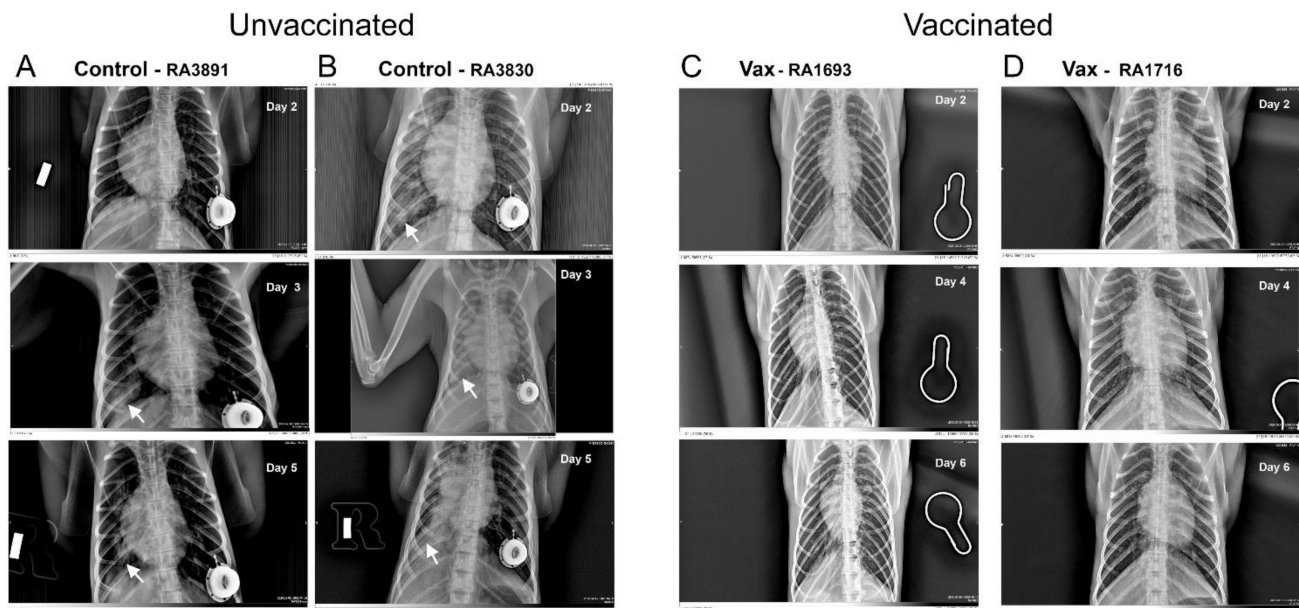 Unvaccinated
Vaccinated
A Control - RA3891
B Control - RA3830
C Vax - RA1693
D Vax - RA1716
Day 2
Day 2
Day 2
Day 2
Day 3
Day 3
Day 4
Day 4
Day 5
Day 5
Day 6
Day 6
R
R